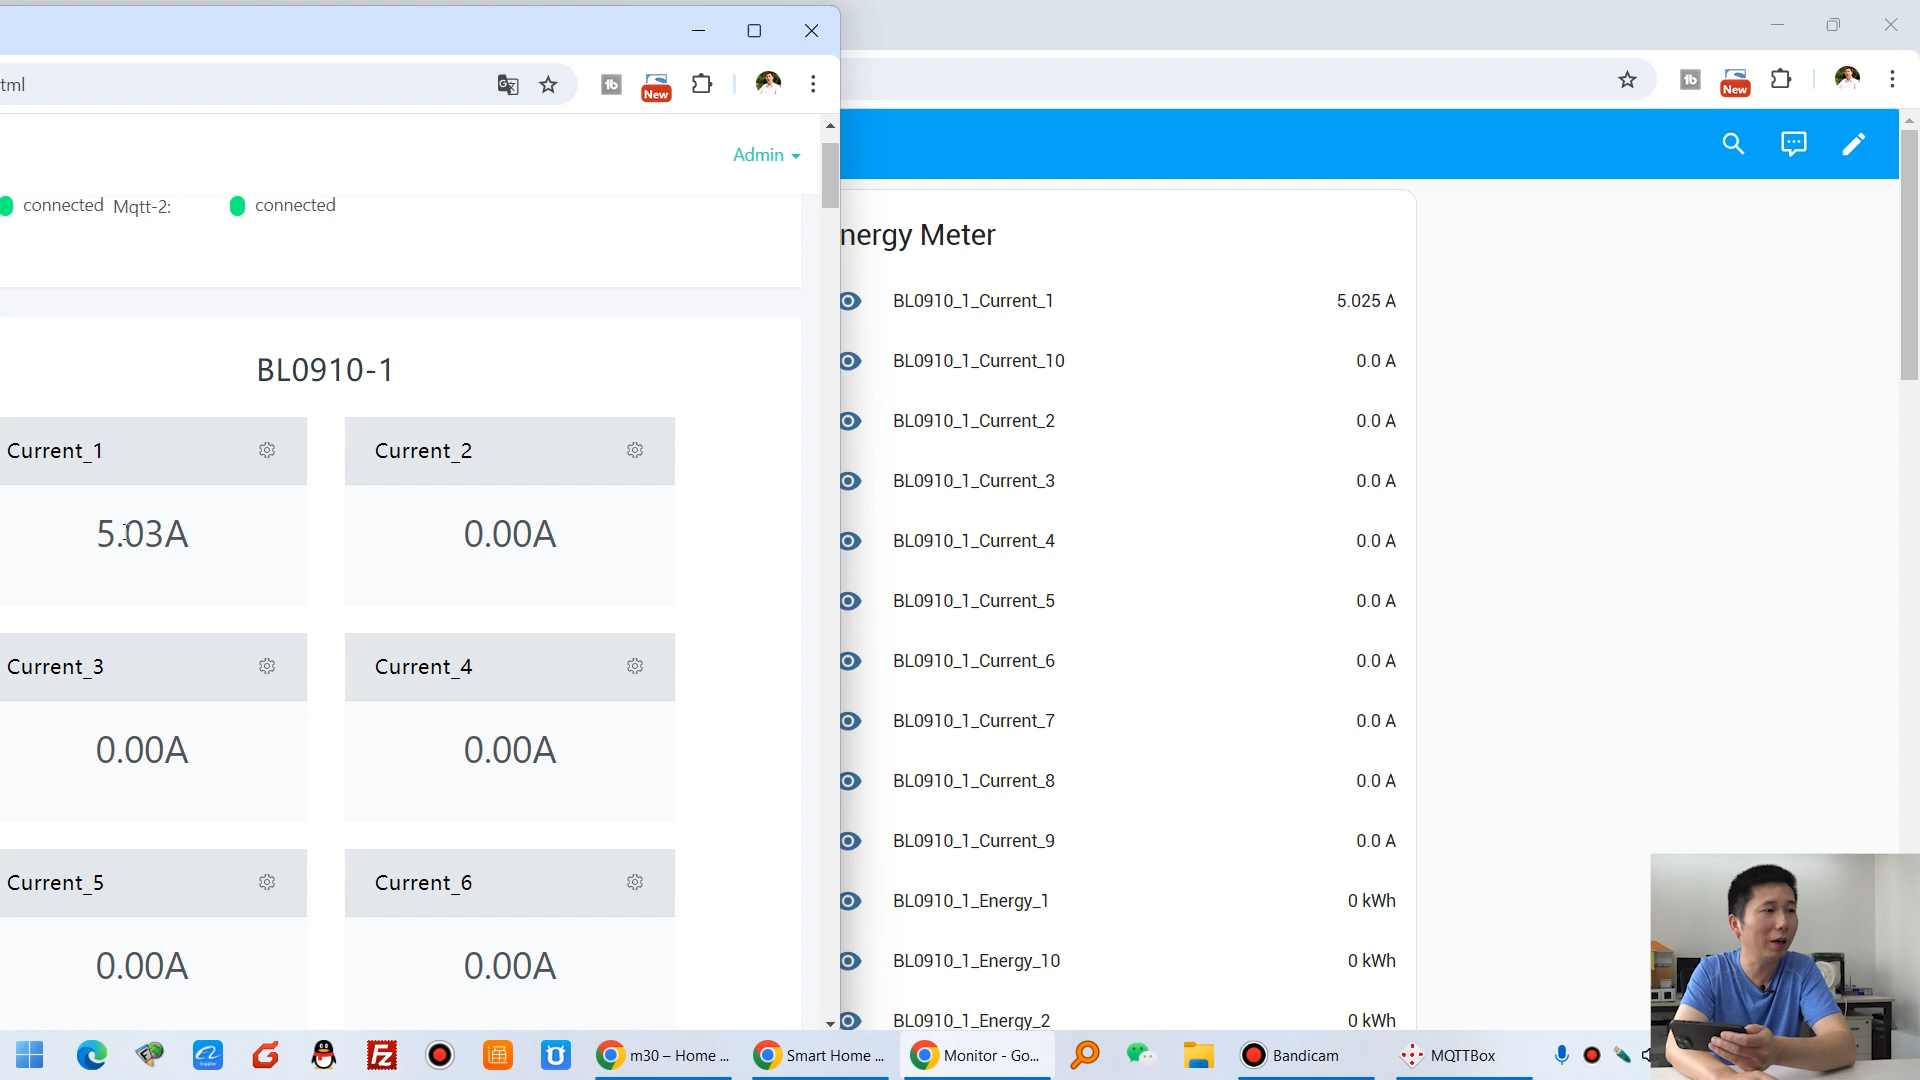 tml
New
New
Admin
connected Mqtt-2: connected
BL0910-1
Current_1
5.03A
Current_2
0.00A
Current_3
0.00A
Current_4
0.00A
Current_5
0.00A
Current_6
0.00A
nergy Meter
BL0910_1_Current_1 5.025 A
BL0910_1_Current_10 0.0 A
BL0910_1_Current_2 0.0 A
BL0910_1_Current_3 0.0 A
BL0910_1_Current_4 0.0 A
BL0910_1_Current_5 0.0 A
BL0910_1_Current_6 0.0 A
BL0910_1_Current_7 0.0 A
BL0910_1_Current_8 0.0 A
BL0910_1_Current_9 0.0 A
BL0910_1_Energy_1 0 kWh
BL0910_1_Energy_10 0 kWh
BL0910_1_Energy_2 0 kWh
m30 – Home ...
Smart Home ...
Monitor - Go...
Bandicam
MQTTBox